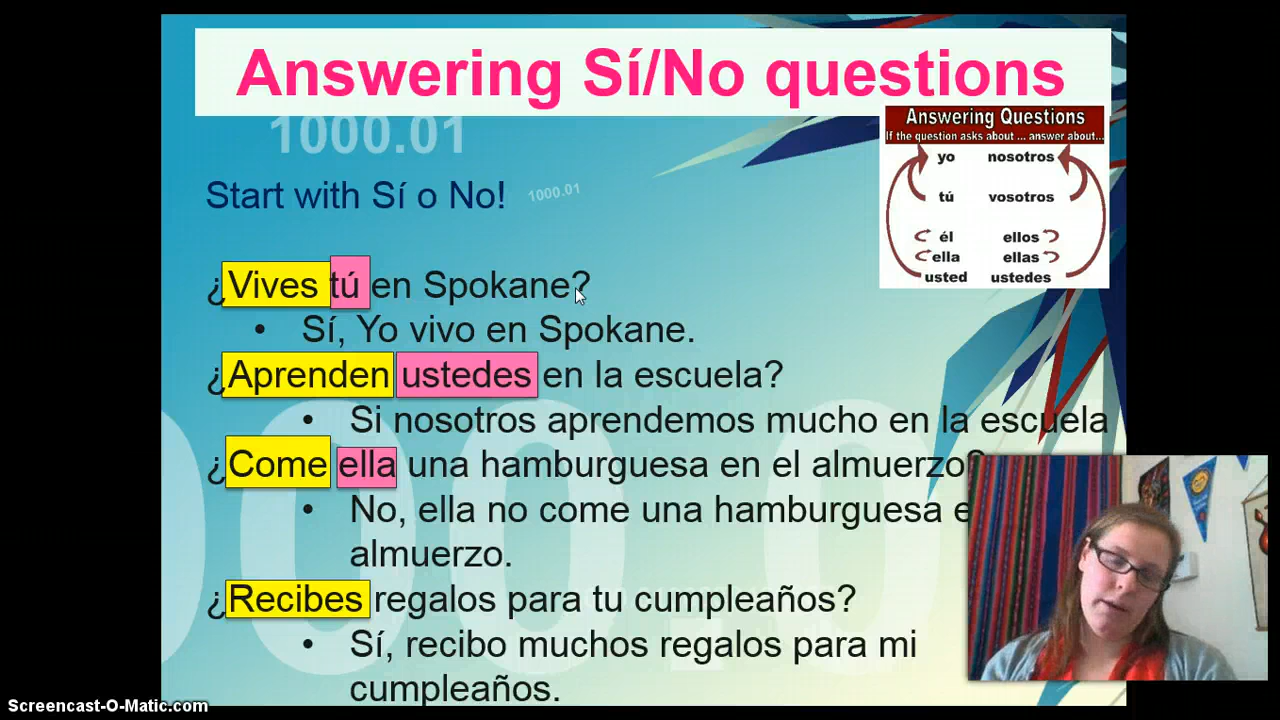 Answering Sí/No questions
1000.01
Answering Questions
If the question asks about ... answer about...
yo nosotros
tú vosotros
él ellos
ella ellas
usted ustedes
Start with Sí o No!
1000.01
¿Vives tú en Spokane?
• Sí, Yo vivo en Spokane.
¿Aprenden ustedes en la escuela?
• Si nosotros aprendemos mucho en la escuela
¿Come ella una hamburguesa en el almuerzo?
• No, ella no come una hamburguesa e
almuerzo.
¿Recibes regalos para tu cumpleaños?
• Sí, recibo muchos regalos para mi
cumpleaños.
Screencast-O-Matic.com